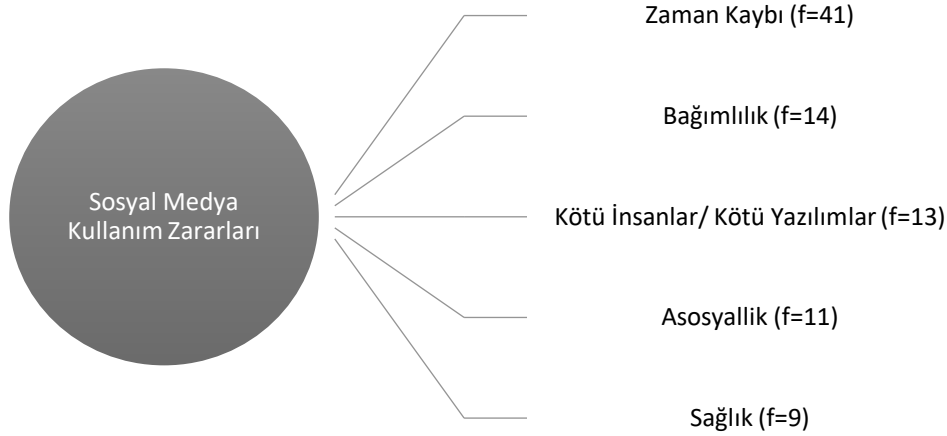 Zaman Kaybı (f=41)
Bağımlılık (f=14)
Sosyal Medya
Kullanım Zararları
Kötü İnsanlar/ Kötü Yazılımlar (f=13)
Asosyallik (f=11)
Sağlık (f=9)